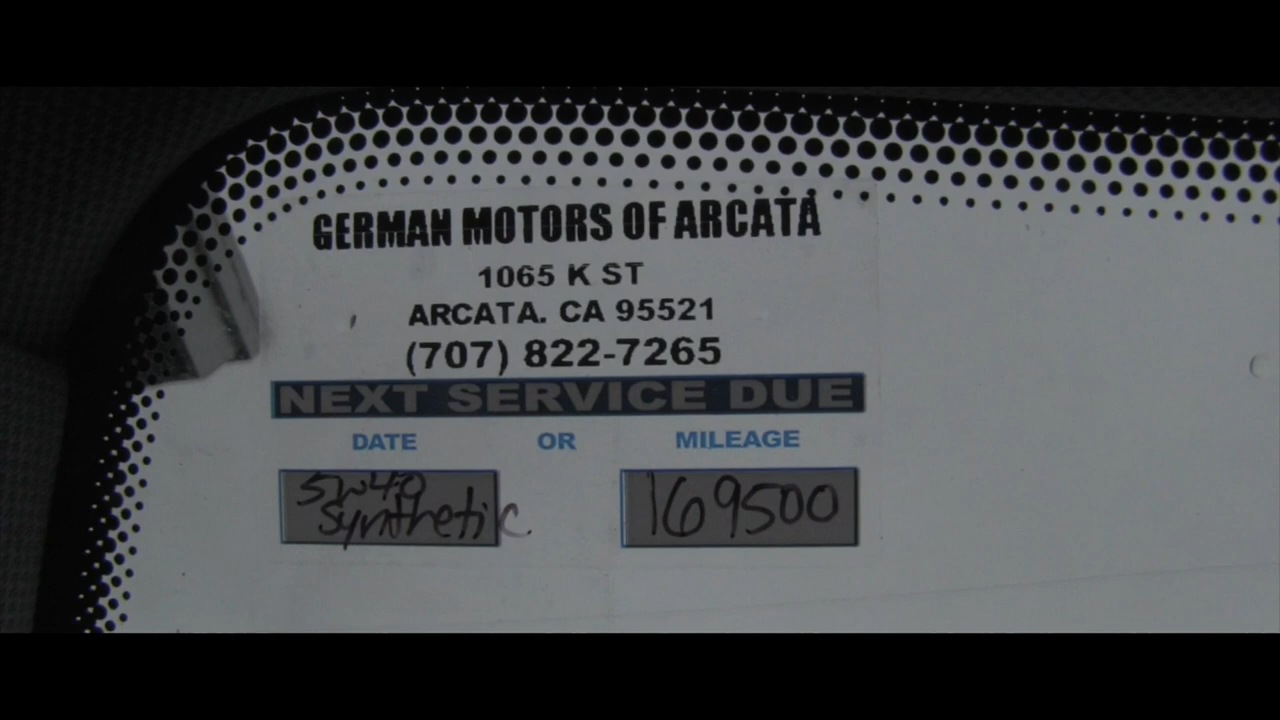 GERMAN MOTORS OF ARCATA
1065 K ST
ARCATA. CA 95521
(707) 822-7265
NEXT SERVICE DUE
DATE OR MILEAGE
5w40
Synthetic
169500